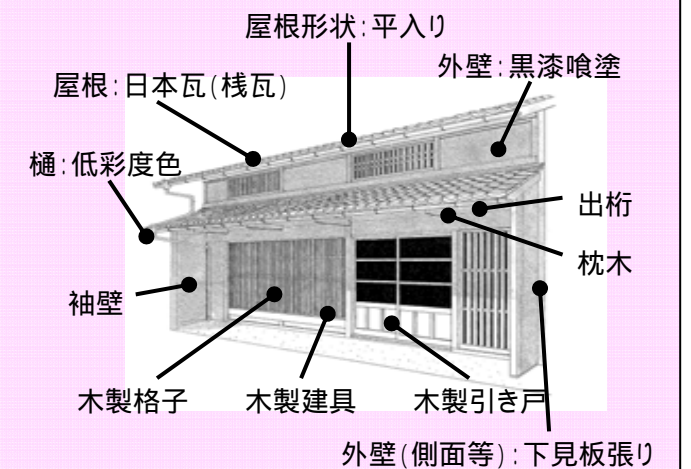 屋根形状:平入り
外壁:黒漆喰塗
屋根:日本瓦(桟瓦)
樋:低彩度色
出桁
枕木
袖壁
木製格子
木製建具
木製引き戸
外壁(側面等):下見板張り